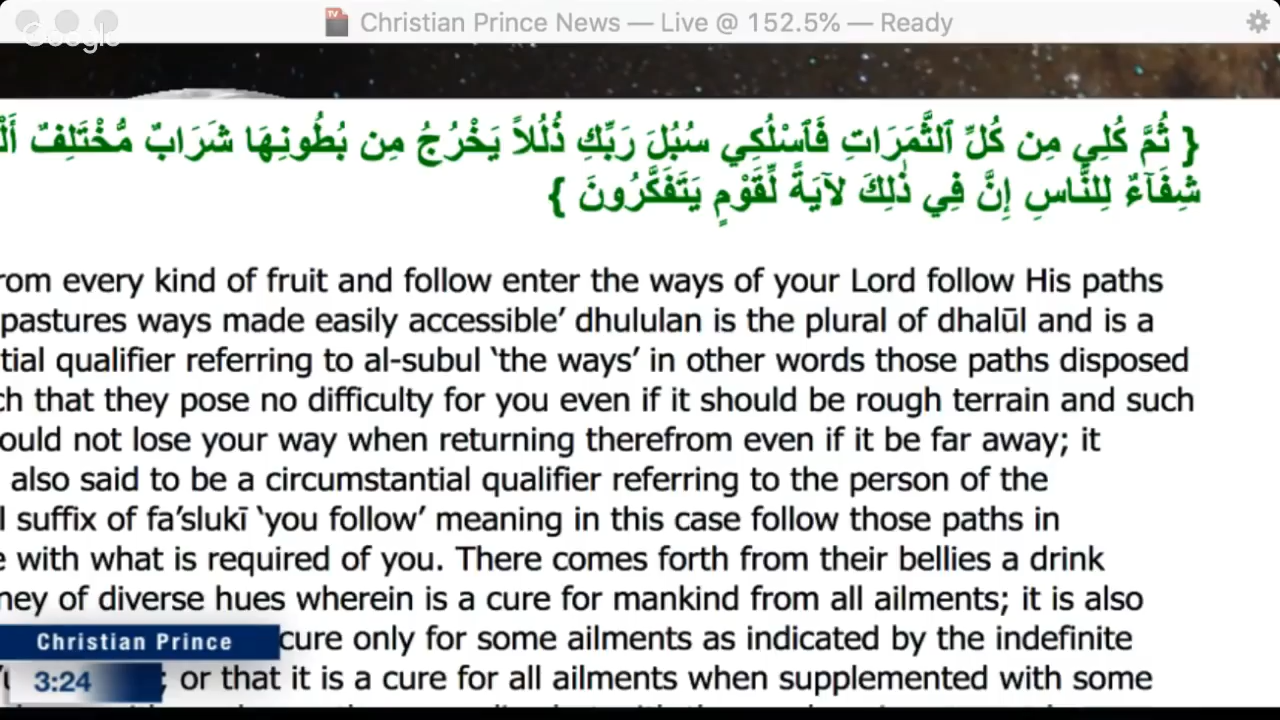 Christian Prince News — Live @ 152.5% — Ready
Google
{ ثُمَّ كُلِي مِن كُلِّ ٱلثَّمَرَاتِ فَٱسْلُكِي سُبُلَ رَبِّكِ ذُلُلاً يَخْرُجُ مِن بُطُونِهَا شَرَابٌ مُّخْتَلِفٌ
شِفَآءٌ لِلنَّاسِ إِنَّ فِي ذٰلِكَ لآيَةً لِّقَوْمٍ يَتَفَكَّرُونَ }
rom every kind of fruit and follow enter the ways of your Lord follow His paths
pastures ways made easily accessible’ dhululan is the plural of dhalūl and is a
tial qualifier referring to al-subul ‘the ways’ in other words those paths disposed
ch that they pose no difficulty for you even if it should be rough terrain and such
ould not lose your way when returning therefrom even if it be far away; it
also said to be a circumstantial qualifier referring to the person of the
l suffix of fa’slukī ‘you follow’ meaning in this case follow those paths in
e with what is required of you. There comes forth from their bellies a drink
ney of diverse hues wherein is a cure for mankind from all ailments; it is also
Christian Prince
cure only for some ailments as indicated by the indefinite
3:24
; or that it is a cure for all ailments when supplemented with some